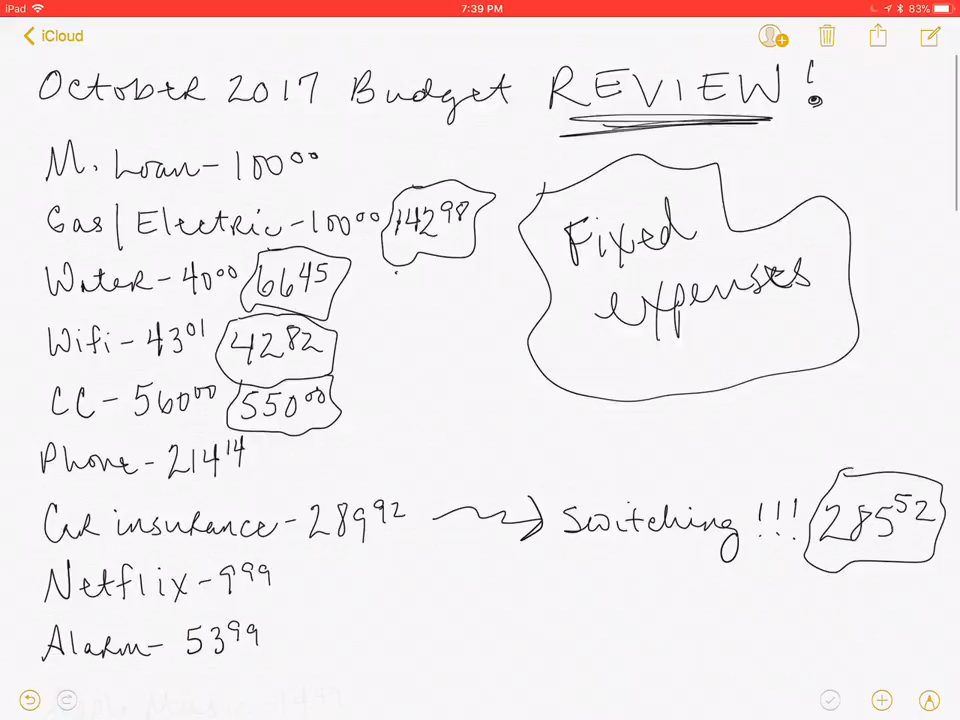 iPad 7:39 PM 83%
iCloud
October 2017 Budget REVIEW!
M. Loan - 100⁰⁰
Gas/Electric - 100⁰⁰ 142⁹⁸
Water - 40⁰⁰ 66⁴⁵
Wifi - 43⁰¹ 42⁸²
CC - 560⁰⁰ 550⁰⁰
Phone - 214¹⁴
Car insurance - 289⁹² → Switching !!! 285⁵²
Netflix - 9⁹⁹
Alarm - 53⁹⁹
Fixed
expenses